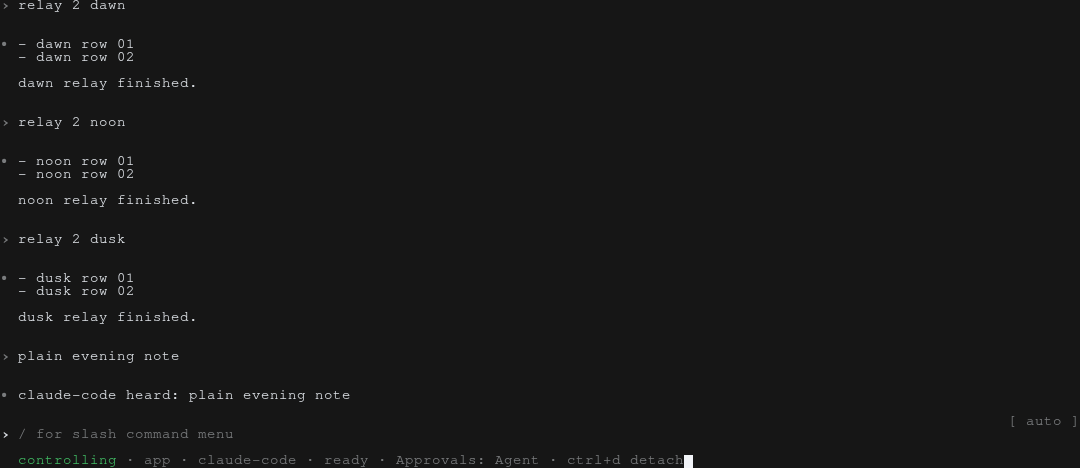 › relay 2 dawn
• - dawn row 01
- dawn row 02
dawn relay finished.
› relay 2 noon
• - noon row 01
- noon row 02
noon relay finished.
› relay 2 dusk
• - dusk row 01
- dusk row 02
dusk relay finished.
› plain evening note
• claude-code heard: plain evening note
[ auto ]
› / for slash command menu
controlling · app · claude-code · ready · Approvals: Agent · ctrl+d detach